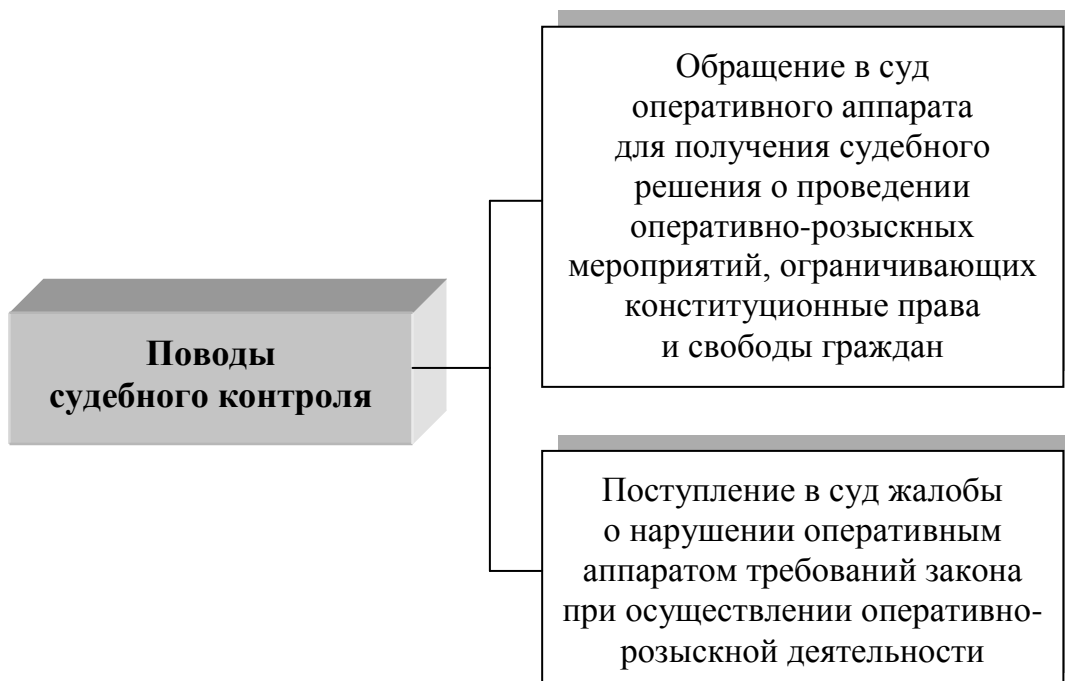 Поводы
судебного контроля
Обращение в суд
оперативного аппарата
для получения судебного
решения о проведении
оперативно-розыскных
мероприятий, ограничивающих
конституционные права
и свободы граждан
Поступление в суд жалобы
о нарушении оперативным
аппаратом требований закона
при осуществлении оперативно-
розыскной деятельности